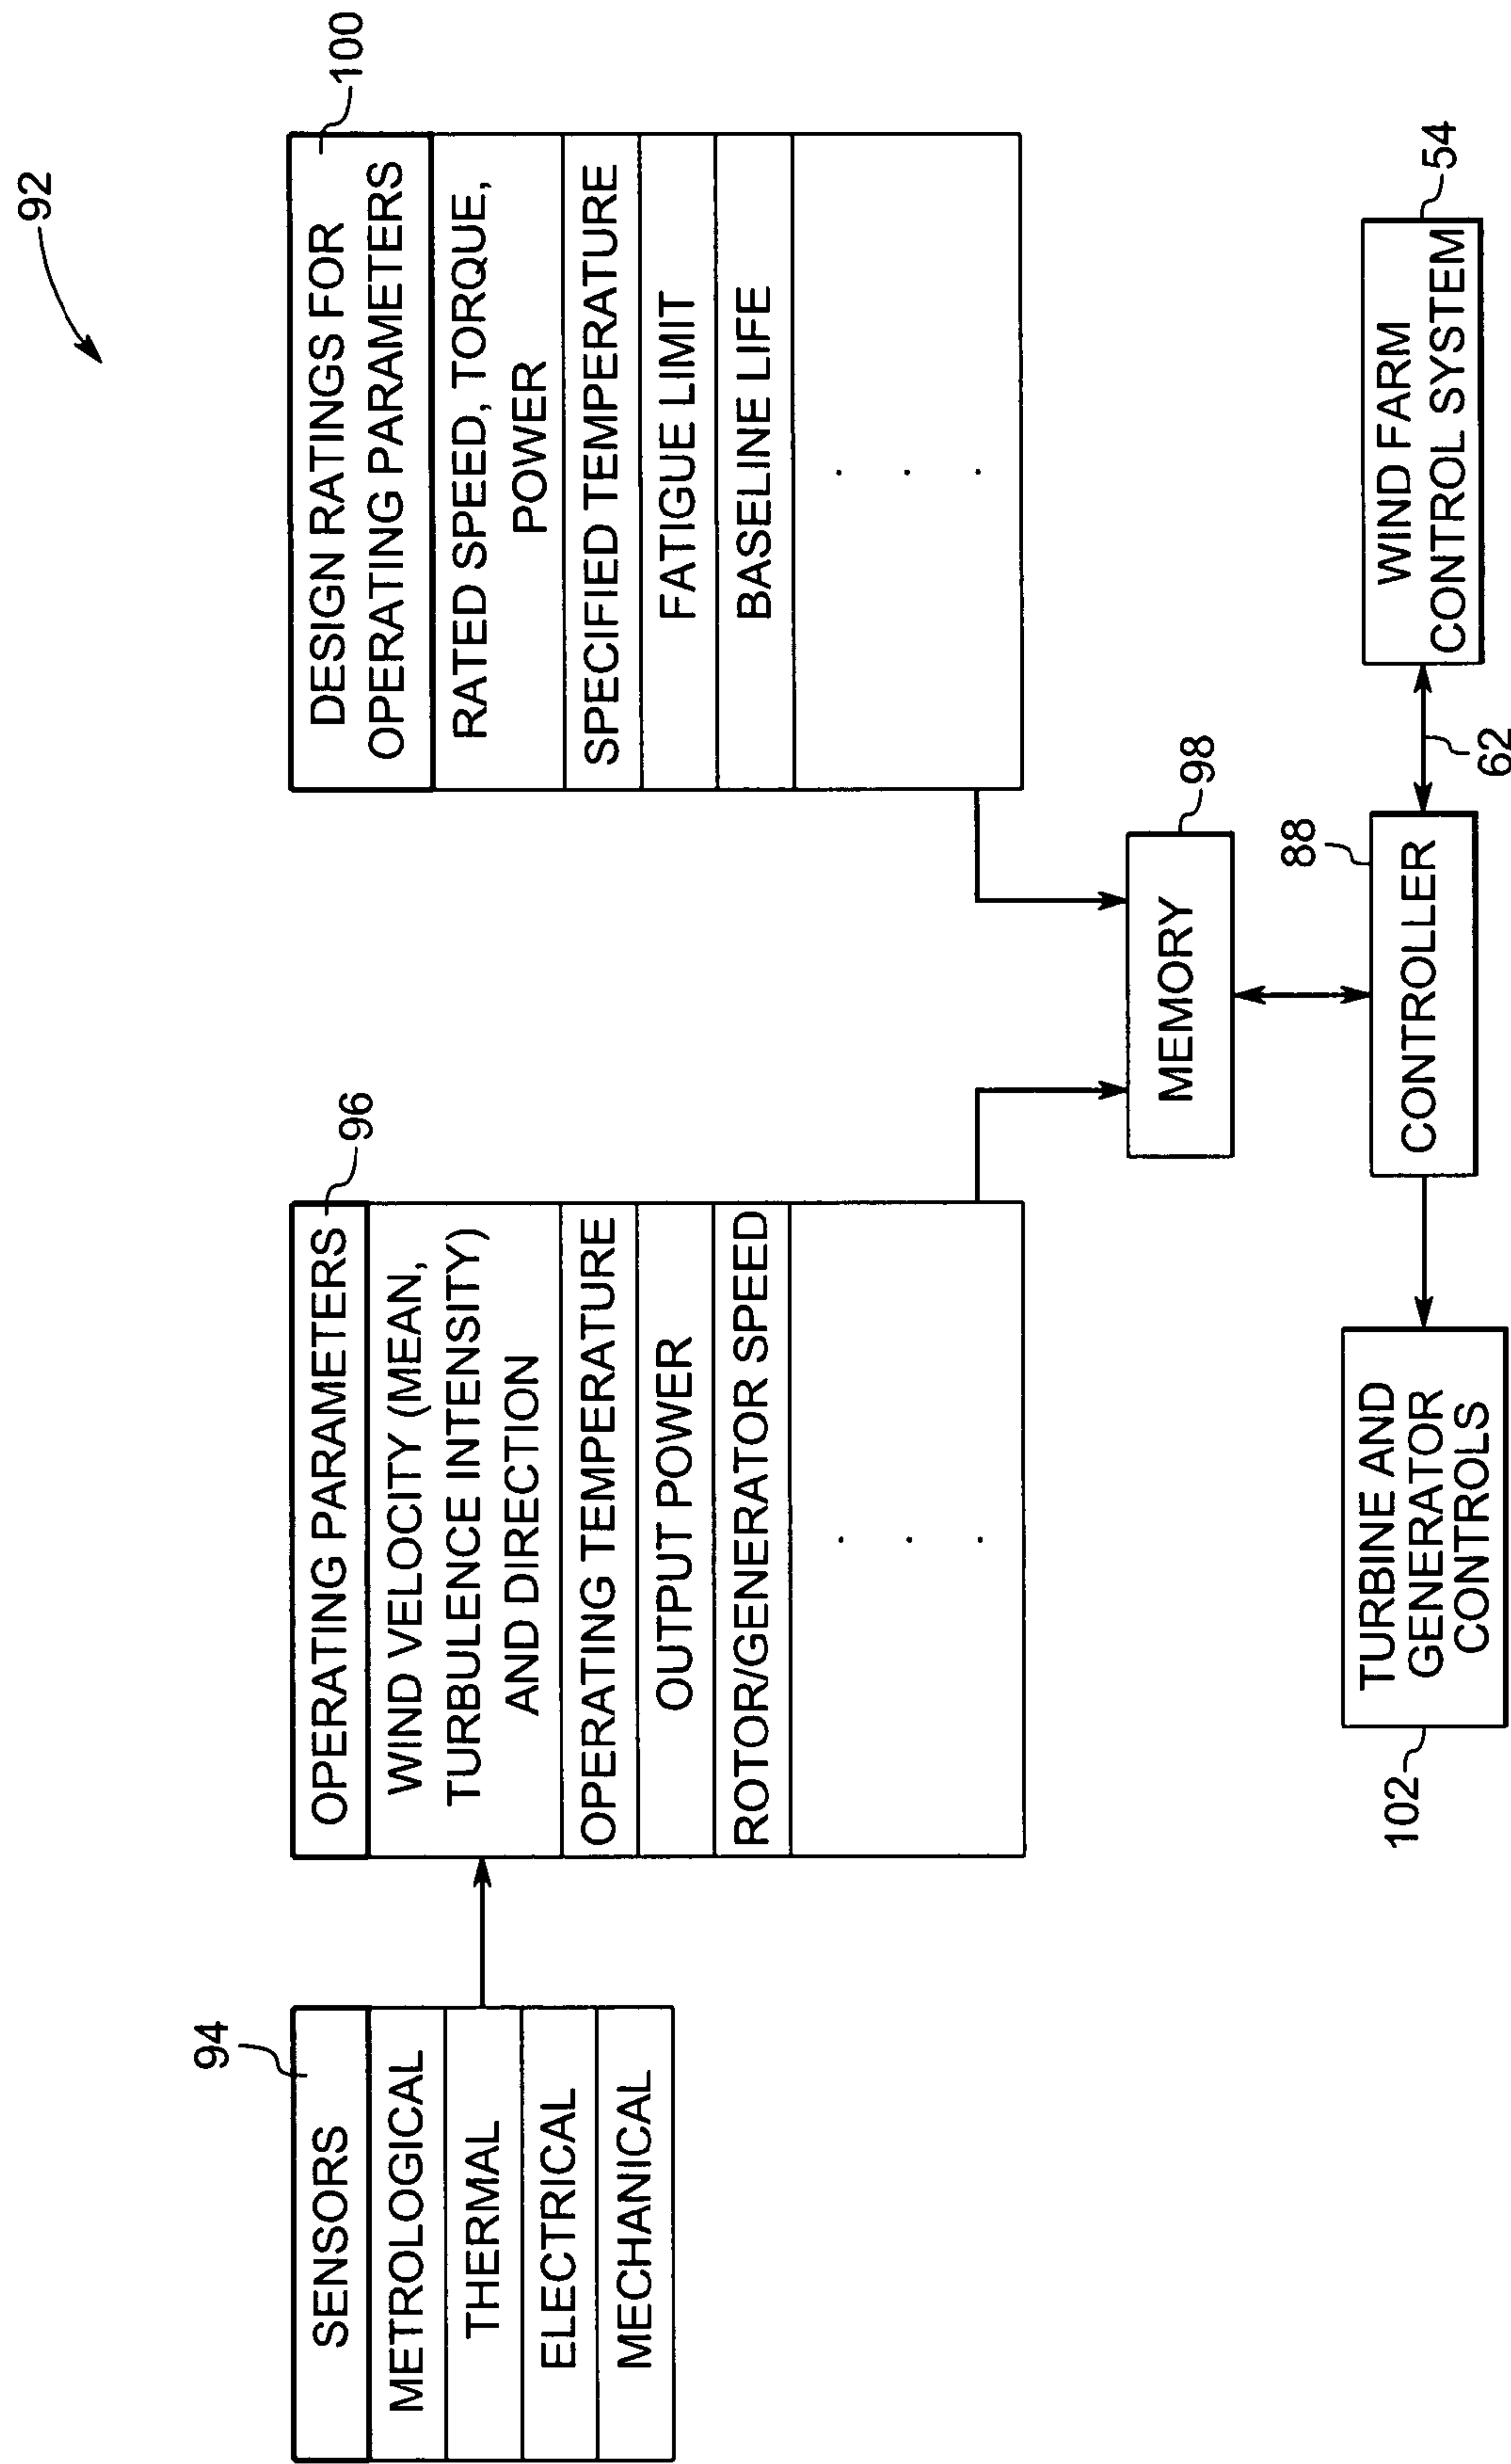 92
94
SENSORS
METROLOGICAL
THERMAL
ELECTRICAL
MECHANICAL
96
OPERATING PARAMETERS
WIND VELOCITY (MEAN,
TURBULENCE INTENSITY)
AND DIRECTION
OPERATING TEMPERATURE
OUTPUT POWER
ROTOR/GENERATOR SPEED
.
.
.
100
DESIGN RATINGS FOR
OPERATING PARAMETERS
RATED SPEED, TORQUE,
POWER
SPECIFIED TEMPERATURE
FATIGUE LIMIT
BASELINE LIFE
.
.
.
98
MEMORY
102
TURBINE AND
GENERATOR
CONTROLS
88
CONTROLLER
62
WIND FARM
CONTROL SYSTEM
54